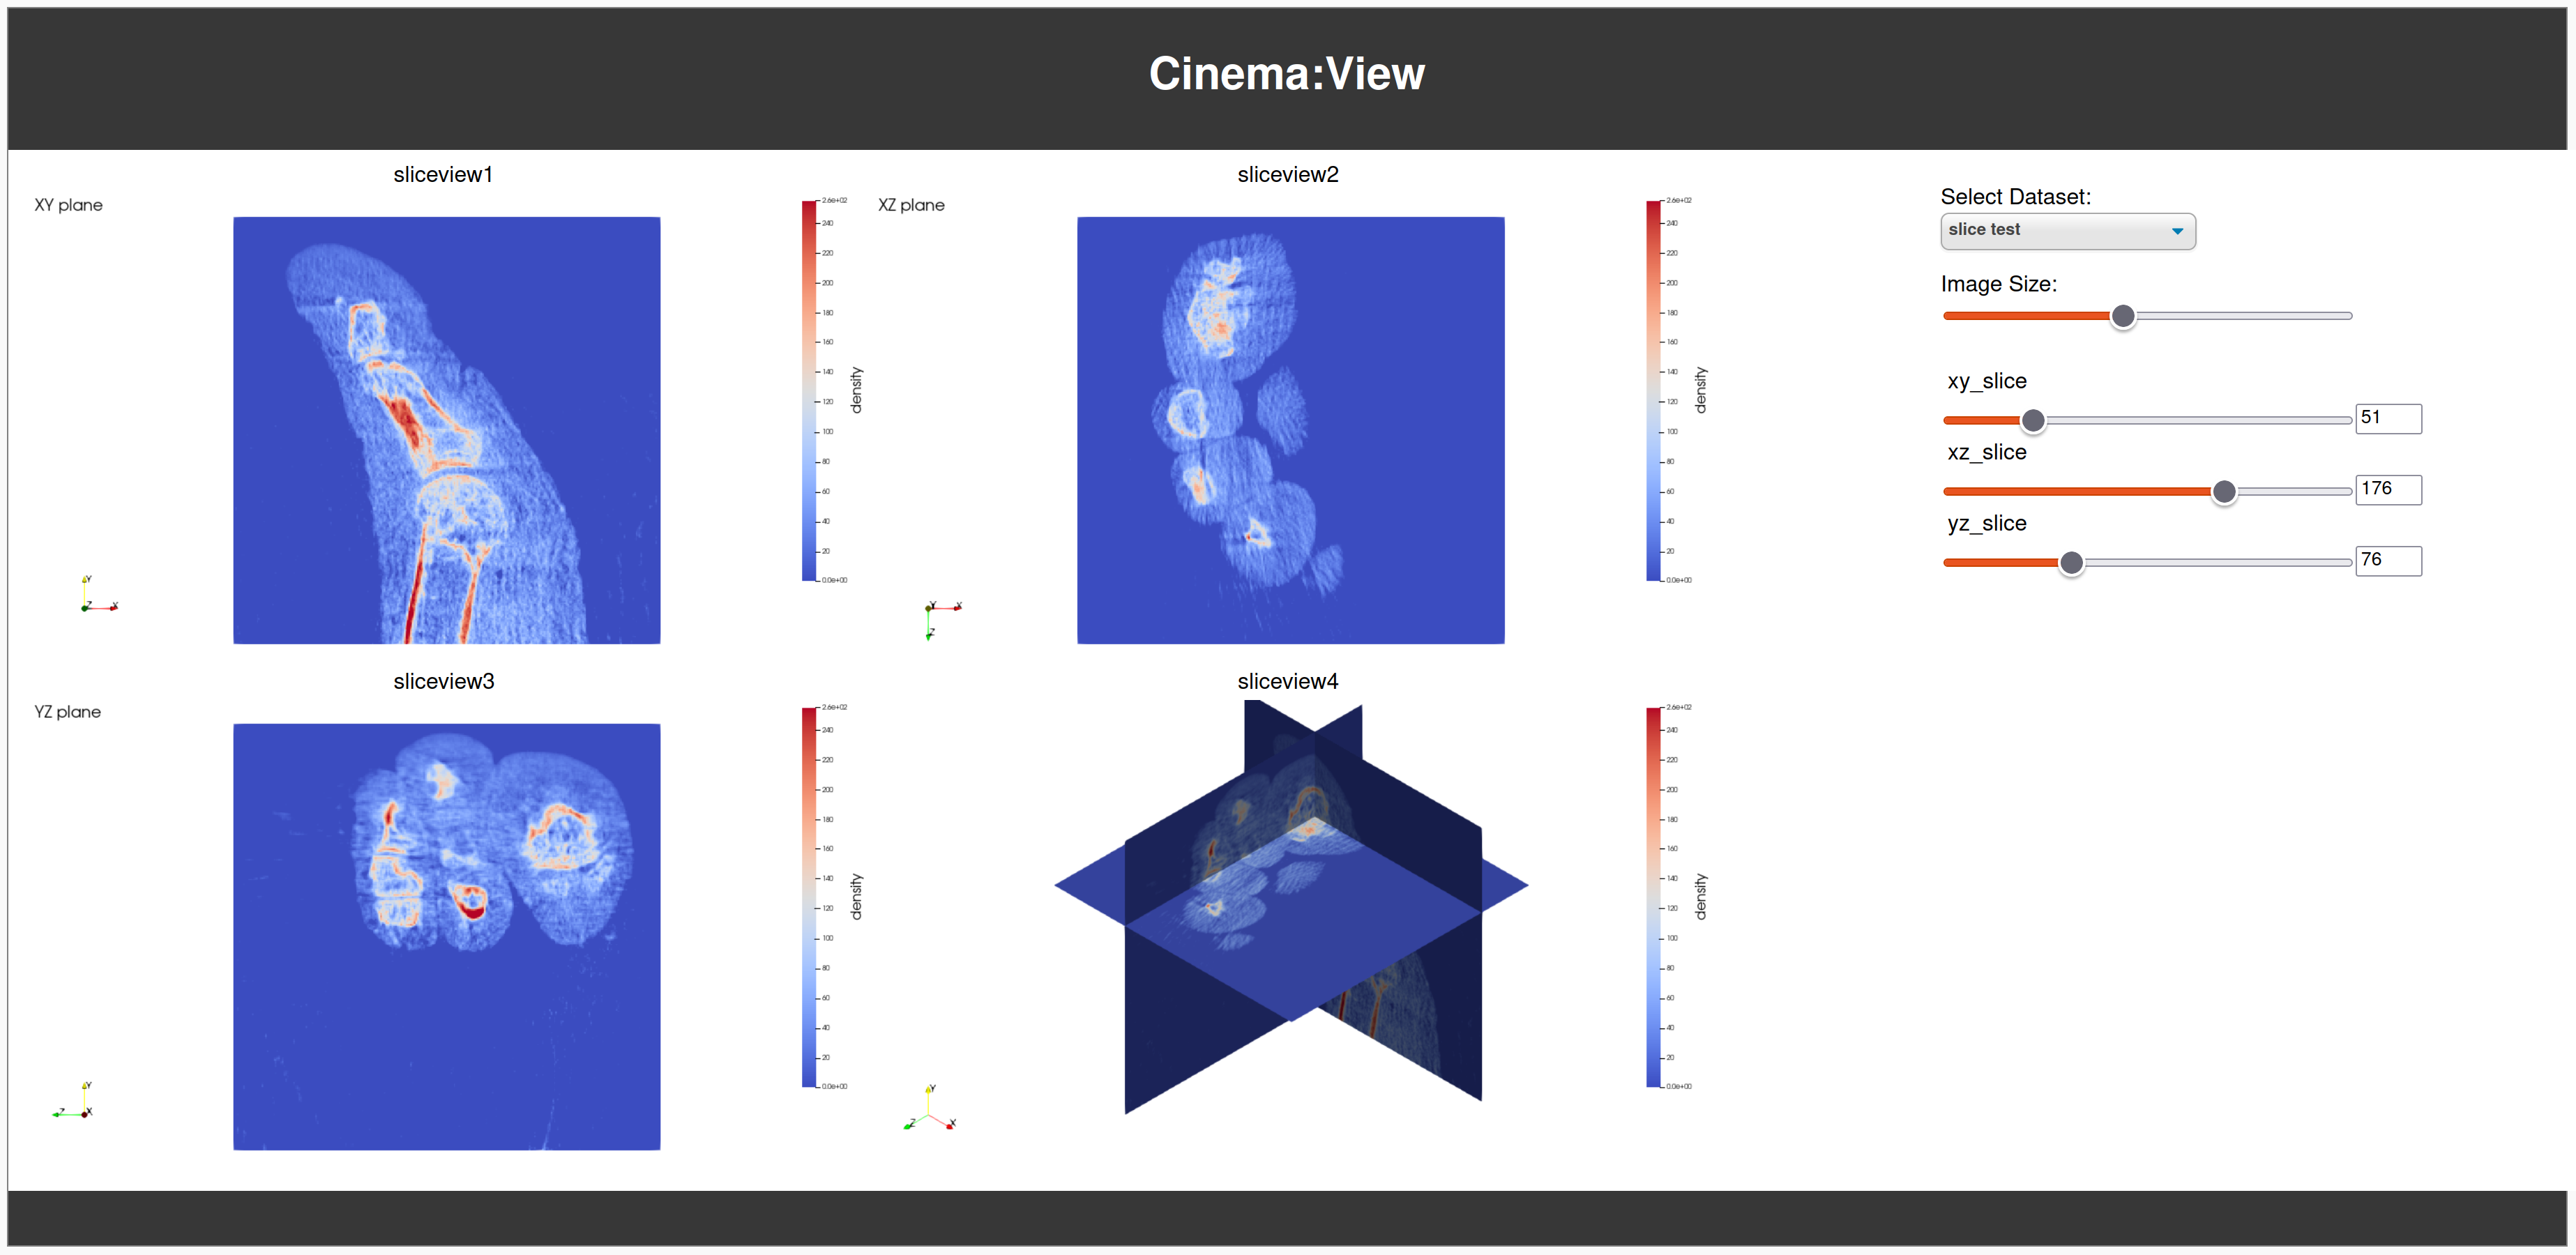 Cinema:View
sliceview1
XY plane
2.6e+02
240
220
200
180
160
140
120
100
80
60
40
20
0.0e+00
density
Y
Z
X
sliceview2
XZ plane
2.6e+02
240
220
200
180
160
140
120
100
80
60
40
20
0.0e+00
density
Y
X
Z
sliceview3
YZ plane
2.6e+02
240
220
200
180
160
140
120
100
80
60
40
20
0.0e+00
density
Y
Z
X
sliceview4
2.6e+02
240
220
200
180
160
140
120
100
80
60
40
20
0.0e+00
density
Y
Z
X
Select Dataset:
slice test
Image Size:
xy_slice
51
xz_slice
176
yz_slice
76